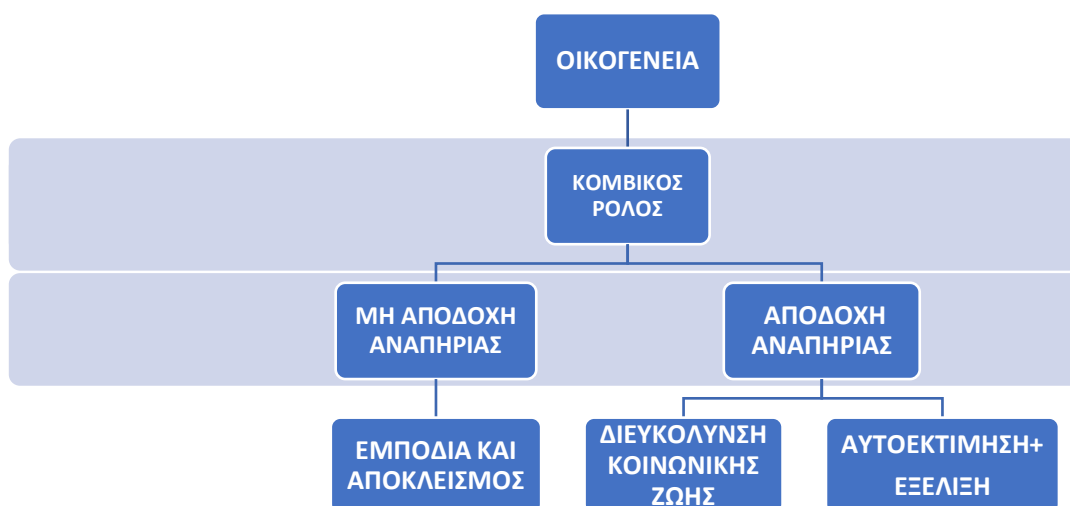 ΟΙΚΟΓΕΝΕΙΑ
ΚΟΜΒΙΚΟΣ
ΡΟΛΟΣ
ΜΗ ΑΠΟΔΟΧΗ
ΑΝΑΠΗΡΙΑΣ
ΑΠΟΔΟΧΗ
ΑΝΑΠΗΡΙΑΣ
ΕΜΠΟΔΙΑ ΚΑΙ
ΑΠΟΚΛΕΙΣΜΟΣ
ΔΙΕΥΚΟΛΥΝΣΗ
ΚΟΙΝΩΝΙΚΗΣ
ΖΩΗΣ
ΑΥΤΟΕΚΤΙΜΗΣΗ+
ΕΞΕΛΙΞΗ